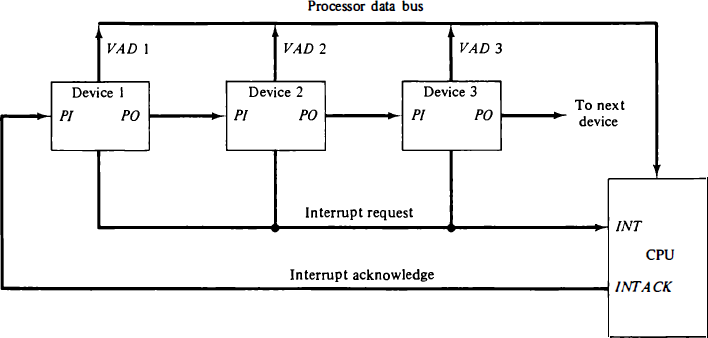 Processor data bus
VAD 1
VAD 2
VAD 3
Device 1
Device 2
Device 3
PI
PO
PI
PO
PI
PO
To next
device
Interrupt request
INT
CPU
Interrupt acknowledge
INTACK